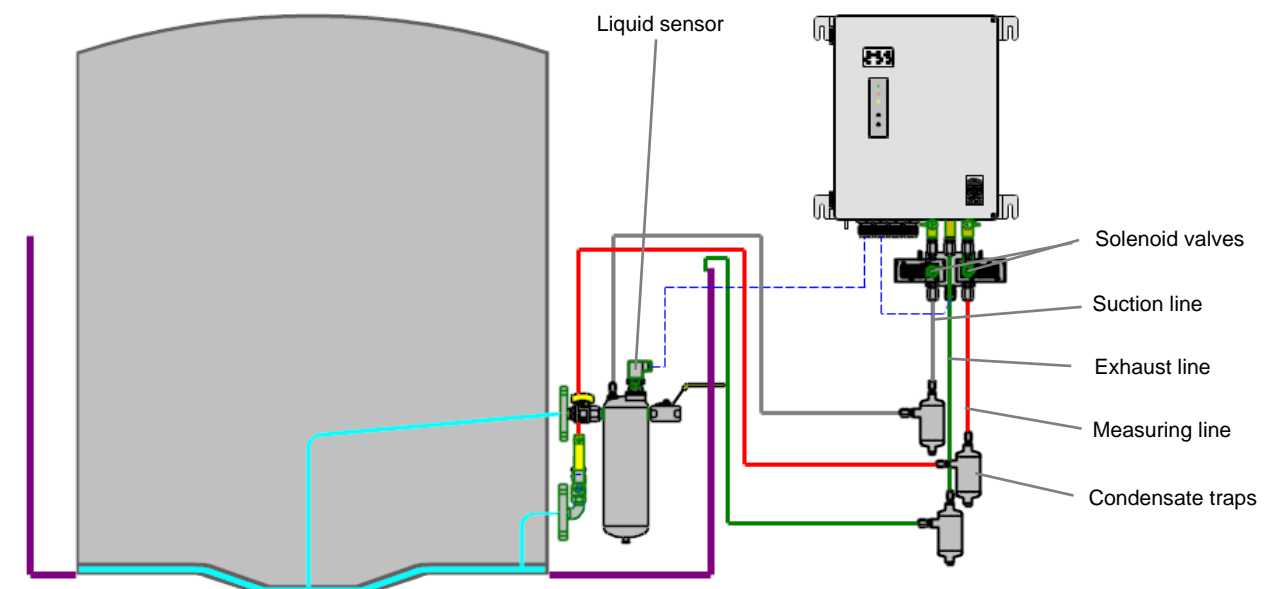 Liquid sensor
Solenoid valves
Suction line
Exhaust line
Measuring line
Condensate traps